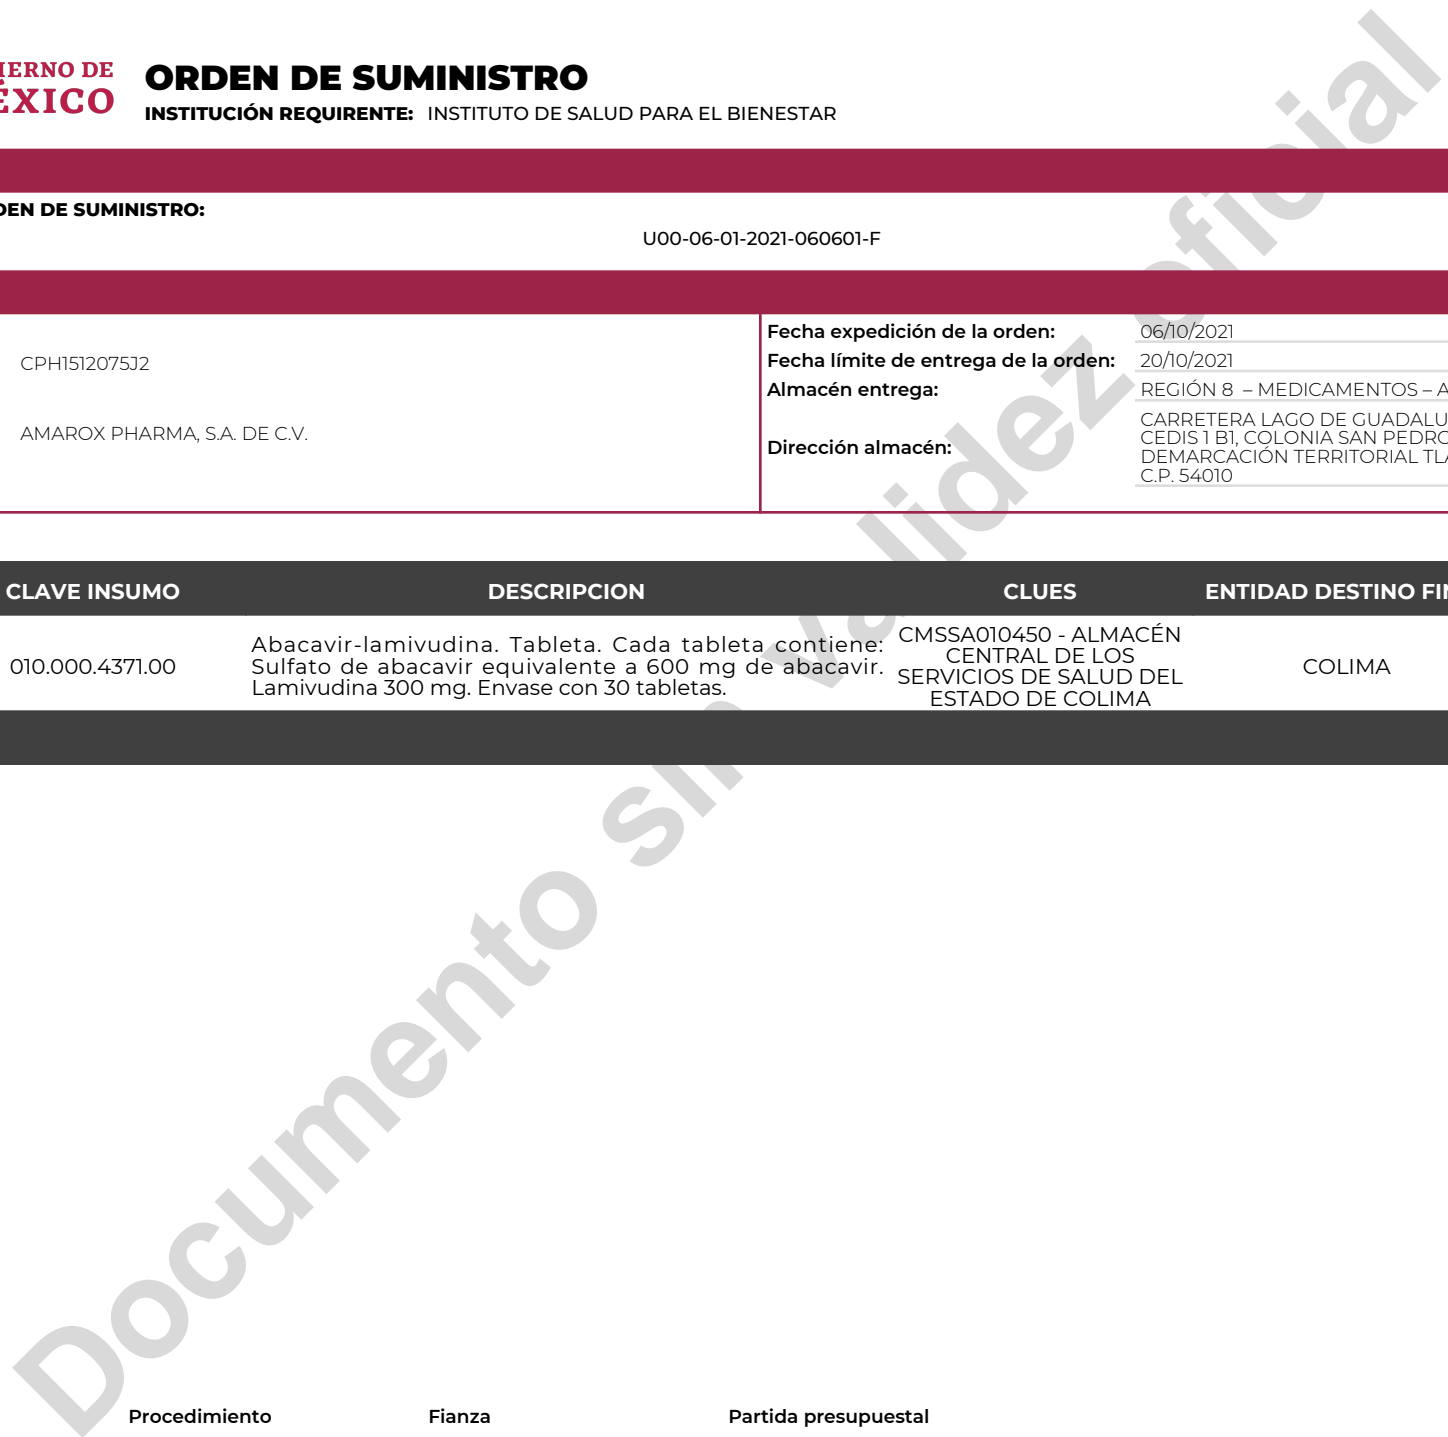 IERNO DE
ÉXICO
ORDEN DE SUMINISTRO
INSTITUCIÓN REQUIRENTE: INSTITUTO DE SALUD PARA EL BIENESTAR
DEN DE SUMINISTRO:
U00-06-01-2021-060601-F
CPH1512075J2
AMAROX PHARMA, S.A. DE C.V.
Fecha expedición de la orden: 06/10/2021
Fecha límite de entrega de la orden: 20/10/2021
Almacén entrega: REGIÓN 8 – MEDICAMENTOS – A
Dirección almacén: CARRETERA LAGO DE GUADALU
CEDIS 1 B1, COLONIA SAN PEDRO
DEMARCACIÓN TERRITORIAL TLA
C.P. 54010
CLAVE INSUMO DESCRIPCION CLUES ENTIDAD DESTINO FIN
010.000.4371.00
Abacavir-lamivudina. Tableta. Cada tableta contiene:
Sulfato de abacavir equivalente a 600 mg de abacavir.
Lamivudina 300 mg. Envase con 30 tabletas.
CMSSA010450 - ALMACÉN
CENTRAL DE LOS
SERVICIOS DE SALUD DEL
ESTADO DE COLIMA
COLIMA
Documento sin validez oficial
Procedimiento Fianza Partida presupuestal